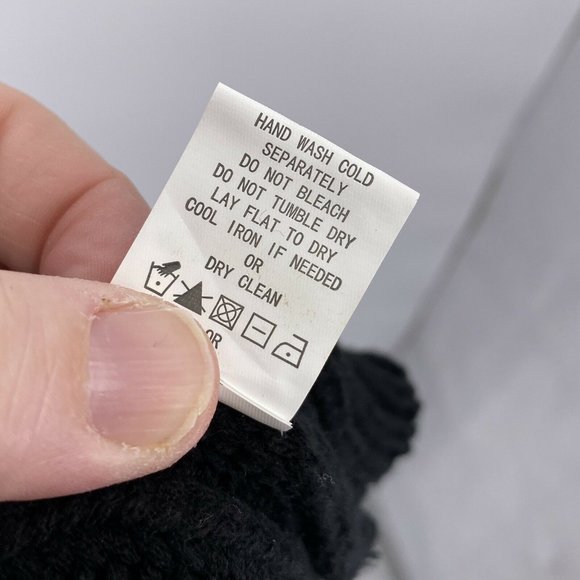 HAND WASH COLD
SEPARATELY
DO NOT BLEACH
DO NOT TUMBLE DRY
LAY FLAT TO DRY
COOL IRON IF NEEDED
OR
DRY CLEAN
OR